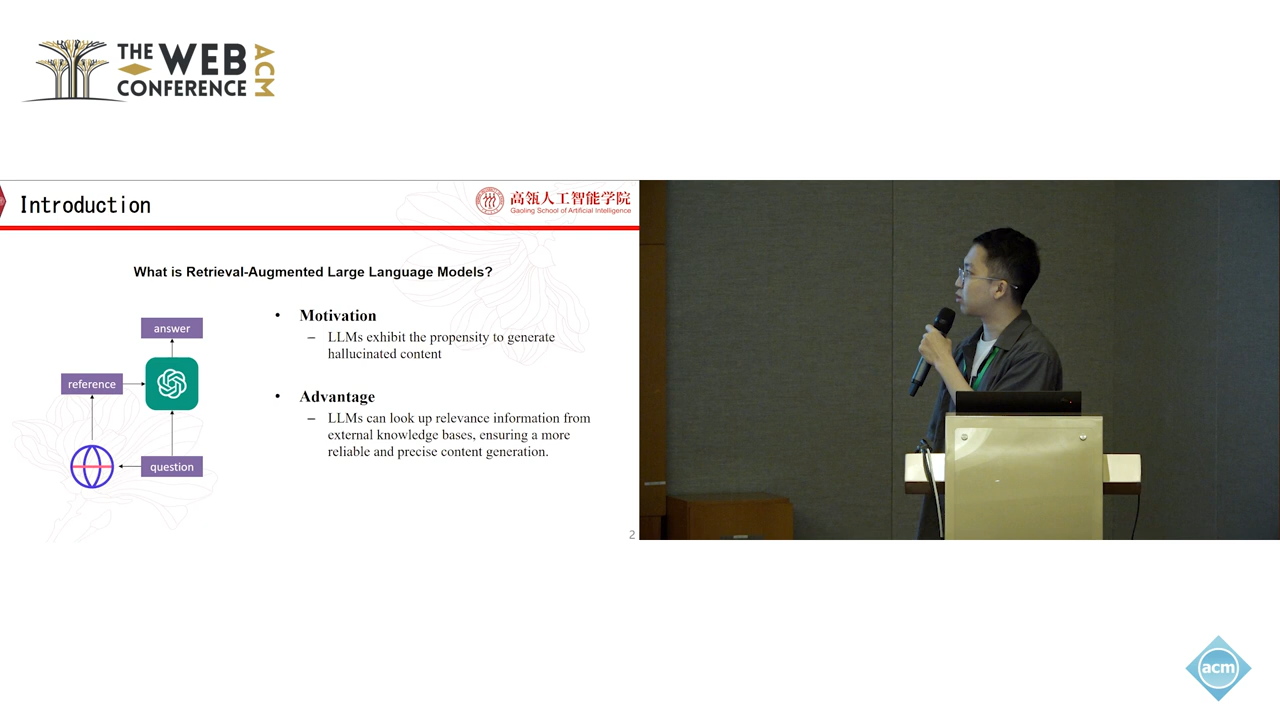 THE WEB
CONFERENCE
ACM
Introduction
高瓴人工智能学院
Gaoling School of Artificial Intelligence
What is Retrieval-Augmented Large Language Models?
answer
reference
question
• Motivation
– LLMs exhibit the propensity to generate
hallucinated content
• Advantage
– LLMs can look up relevance information from
external knowledge bases, ensuring a more
reliable and precise content generation.
2
acm